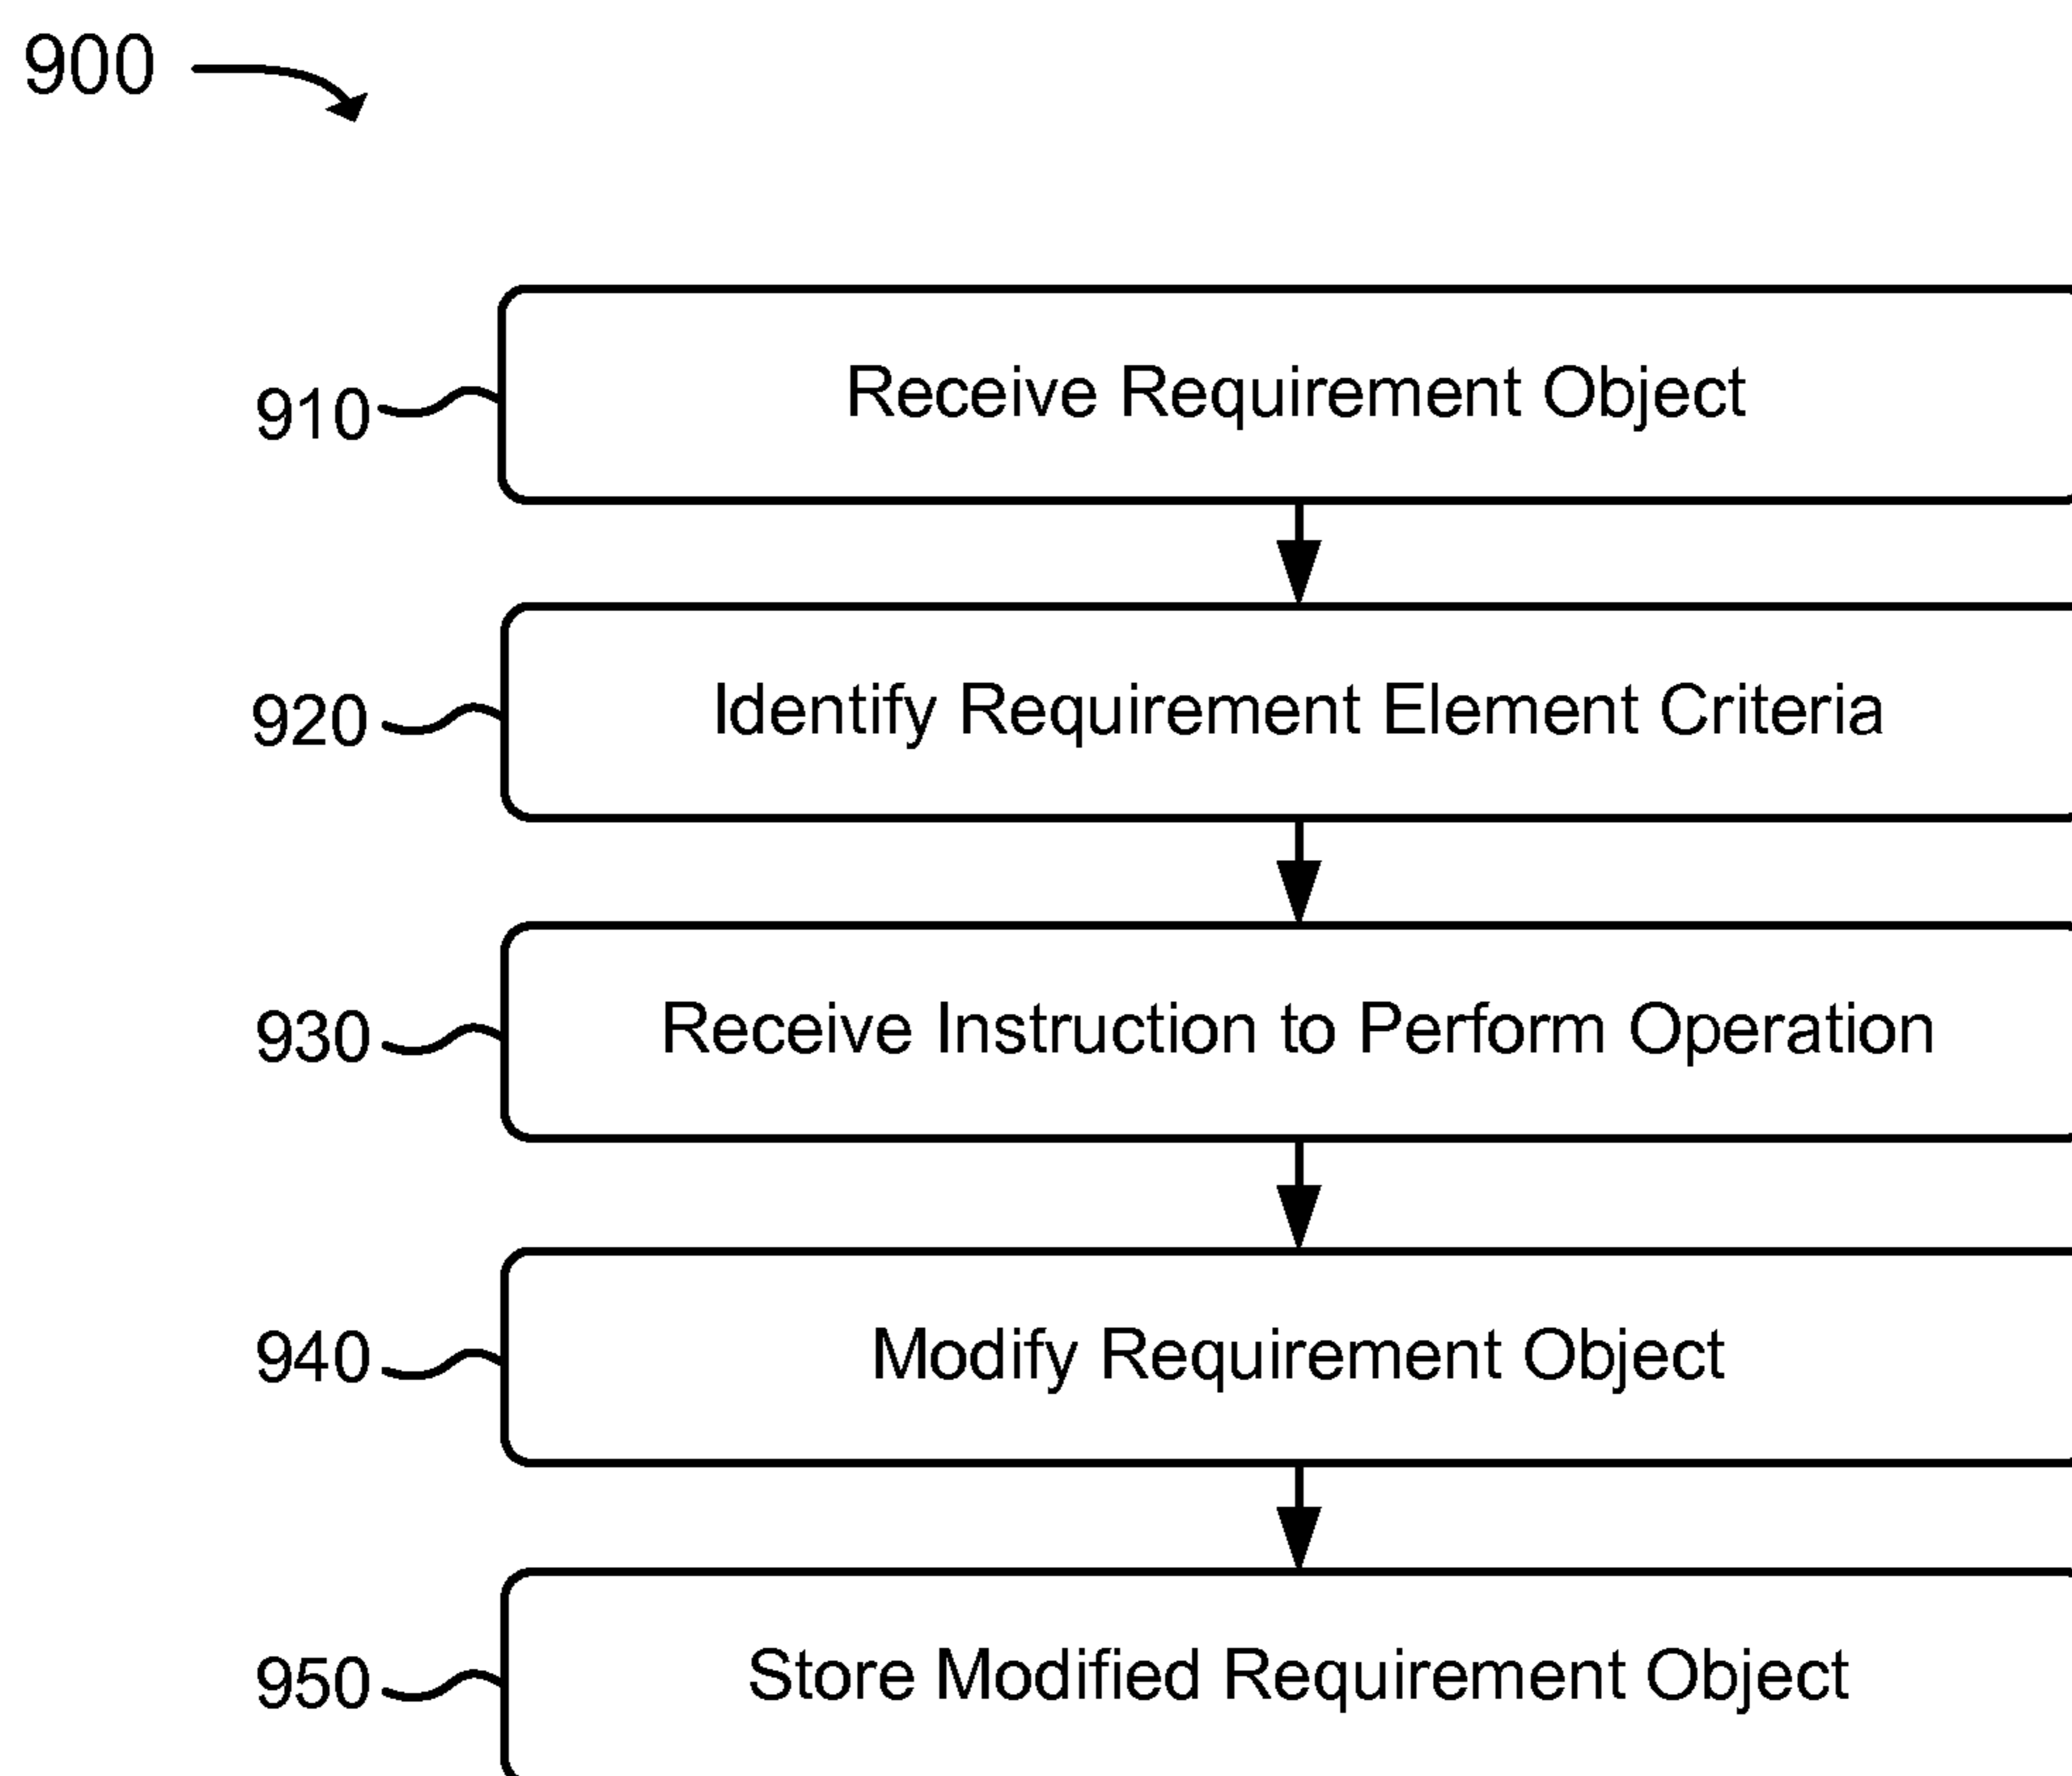 900
910 Receive Requirement Object
920 Identify Requirement Element Criteria
930 Receive Instruction to Perform Operation
940 Modify Requirement Object
950 Store Modified Requirement Object